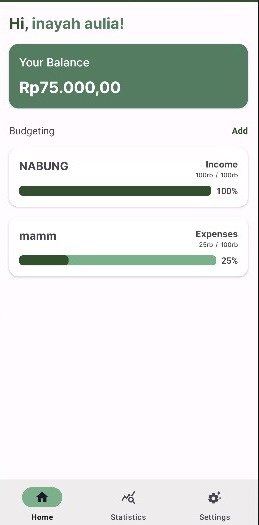 Hi, inayah aulia!
Your Balance
Rp75.000,00
Budgeting Add
NABUNG Income
100rb / 100rb
100%
mamm Expenses
25rb / 100rb
25%
Home Statistics Settings